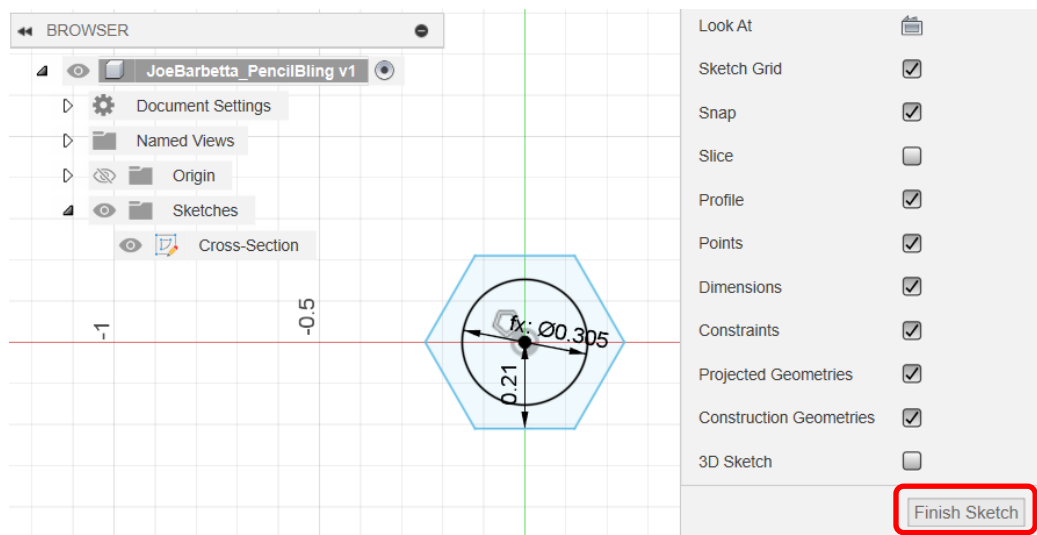 BROWSER
JoeBarbetta_PencilBling v1
Document Settings
Named Views
Origin
Sketches
Cross-Section
-1
-0.5
fx: Ø0.305
0.21
Look At
Sketch Grid
Snap
Slice
Profile
Points
Dimensions
Constraints
Projected Geometries
Construction Geometries
3D Sketch
Finish Sketch